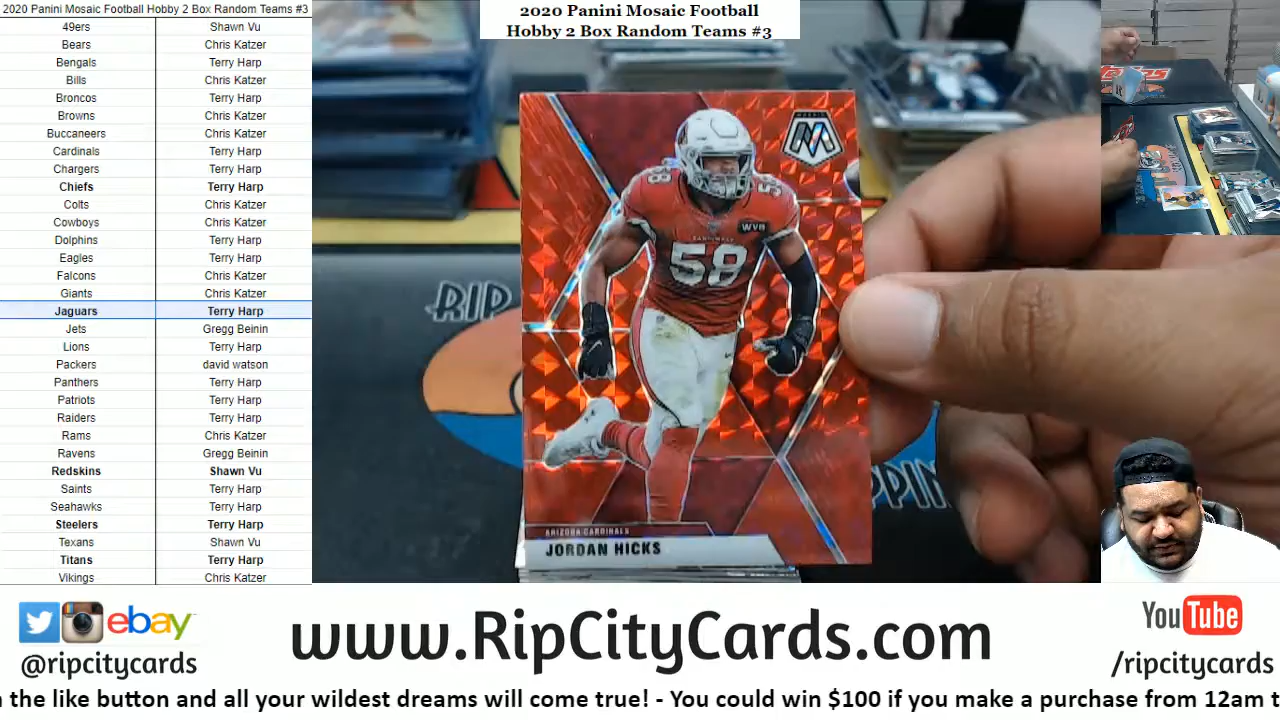 2020 Panini Mosaic Football Hobby 2 Box Random Teams #3
49ers Shawn Vu
Bears Chris Katzer
Bengals Terry Harp
Bills Chris Katzer
Broncos Terry Harp
Browns Chris Katzer
Buccaneers Chris Katzer
Cardinals Terry Harp
Chargers Terry Harp
Chiefs Terry Harp
Colts Chris Katzer
Cowboys Chris Katzer
Dolphins Terry Harp
Eagles Terry Harp
Falcons Chris Katzer
Giants Chris Katzer
Jaguars Terry Harp
Jets Gregg Beinin
Lions Terry Harp
Packers david watson
Panthers Terry Harp
Patriots Terry Harp
Raiders Terry Harp
Rams Chris Katzer
Ravens Gregg Beinin
Redskins Shawn Vu
Saints Terry Harp
Seahawks Terry Harp
Steelers Terry Harp
Texans Shawn Vu
Titans Terry Harp
Vikings Chris Katzer
2020 Panini Mosaic Football
Hobby 2 Box Random Teams #3
MOSAIC
M
58
58
WVB
CARDINALS
58
ARIZONA CARDINALS
JORDAN HICKS
RIP
PPIN
ebay
@ripcitycards
www.RipCityCards.com
YouTube
/ripcitycards
the like button and all your wildest dreams will come true! - You could win $100 if you make a purchase from 12am